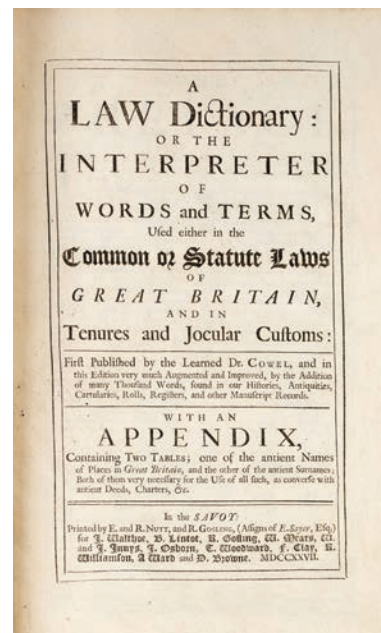 A
LAW Dictionary:
OR THE
INTERPRETER
OF
WORDS and TERMS,
Uſed either in the
Common or Statute Laws
OF
GREAT BRITAIN,
AND IN
Tenures and Jocular Cuſtoms:
Firſt Publiſhed by the Learned Dr. COWEL, and in
this Edition very much Augmented and Improved, by the Addition
of many Thouſand Words, found in our Hiſtories, Antiquities,
Cartularies, Rolls, Regiſters, and other Manuſcript Records.
WITH AN
APPENDIX,
Containing TWO TABLES; one of the antient Names
of Places in Great Britain, and the other of the antient Surnames;
Both of them very neceſſary for the Uſe of all ſuch, as converſe with
antient Deeds, Charters, &c.
In the SAVOY:
Printed by E. and R. NUTT, and R. GOSLING, (Aſſigns of E. Sayer, Eſq;)
for J. Walthoe, B. Lintot, R. Goſling, W. Mears, W.
and J. Innys, J. Osborn, T. Woodward, F. Clay, R.
Williamſon, A Ward and D. Browne. MDCCXXVII.